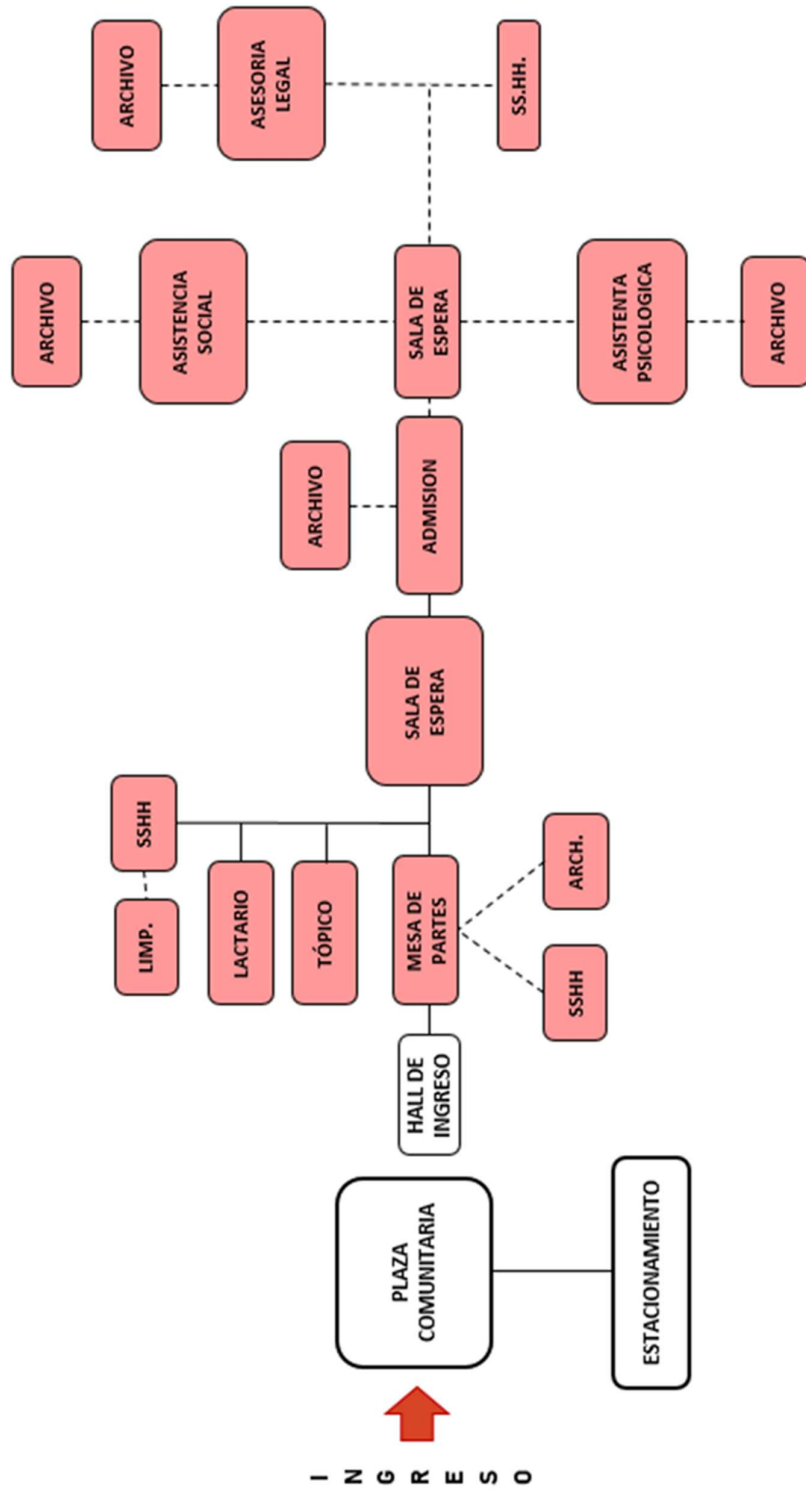 INGRESO
PLAZA
COMUNITARIA
ESTACIONAMIENTO
HALL DE
INGRESO
MESA DE
PARTES
SSHH
ARCH.
TÓPICO
LACTARIO
LIMP.
SSHH
SALA DE
ESPERA
ADMISION
ARCHIVO
SALA DE
ESPERA
ASISTENCIA
SOCIAL
ARCHIVO
ASISTENTA
PSICOLOGICA
ARCHIVO
ASESORIA
LEGAL
ARCHIVO
SS.HH.